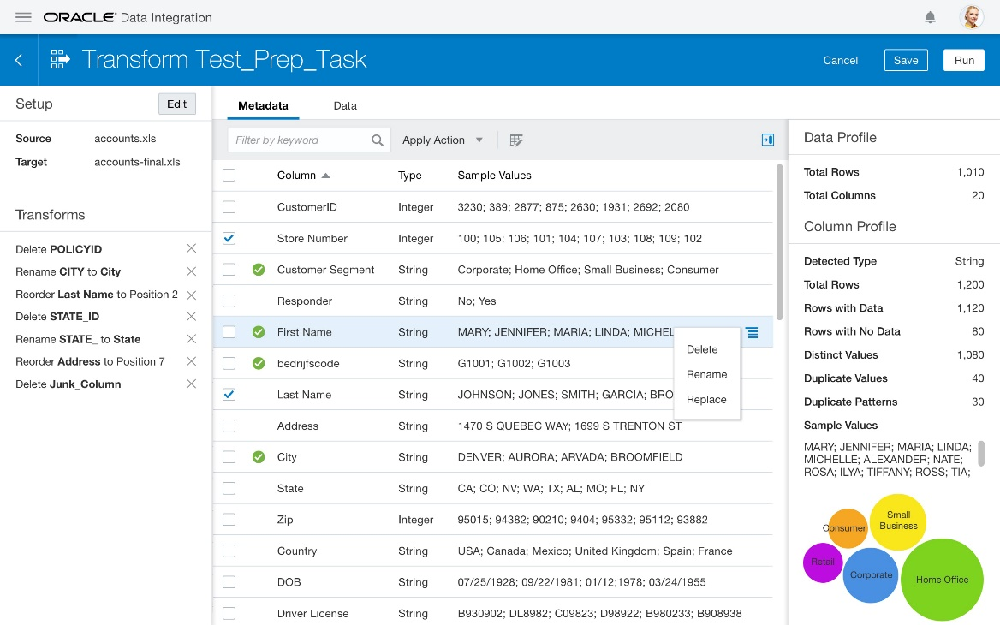 ORACLE Data Integration
Transform Test_Prep_Task
Cancel Save Run
Setup Edit
Source accounts.xls
Target accounts-final.xls
Transforms
Delete POLICYID
Rename CITY to City
Reorder Last Name to Position 2
Delete STATE_ID
Rename STATE_ to State
Reorder Address to Position 7
Delete Junk_Column
Metadata Data
Filter by keyword Apply Action
Column Type Sample Values
CustomerID Integer 3230; 389; 2877; 875; 2630; 1931; 2692; 2080
Store Number Integer 100; 105; 106; 101; 104; 107; 103; 108; 109; 102
Customer Segment String Corporate; Home Office; Small Business; Consumer
Responder String No; Yes
First Name String MARY; JENNIFER; MARIA; LINDA; MICHEL
bedrijfscode String G1001; G1002; G1003
Last Name String JOHNSON; JONES; SMITH; GARCIA; BRO
Address String 1470 S QUEBEC WAY; 1699 S TRENTON ST
City String DENVER; AURORA; ARVADA; BROOMFIELD
State String CA; CO; NV; WA; TX; AL; MO; FL; NY
Zip Integer 95015; 94382; 90210; 9404; 95332; 95112; 93882
Country String USA; Canada; Mexico; United Kingdom; Spain; France
DOB String 07/25/1928; 09/22/1981; 01/12;1978; 03/24/1955
Driver License String B930902; DL8982; C09823; D98922; B980233; B908938
Delete
Rename
Replace
Data Profile
Total Rows 1,010
Total Columns 20
Column Profile
Detected Type String
Total Rows 1,200
Rows with Data 1,120
Rows with No Data 80
Distinct Values 1,080
Duplicate Values 40
Duplicate Patterns 30
Sample Values
MARY; JENNIFER; MARIA; LINDA;
MICHELLE; ALEXANDER; NATE;
ROSA; ILYA; TIFFANY; ROSS; TIA;
Consumer
Small
Business
Retail
Corporate
Home Office